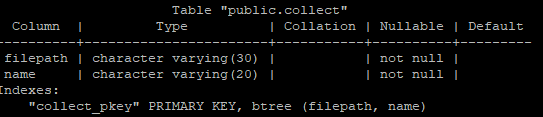 Table "public.collect"
Column | Type | Collation | Nullable | Default
----------+-----------------------+-----------+----------+---------
filepath | character varying(30) | | not null |
name | character varying(20) | | not null |
Indexes:
"collect_pkey" PRIMARY KEY, btree (filepath, name)